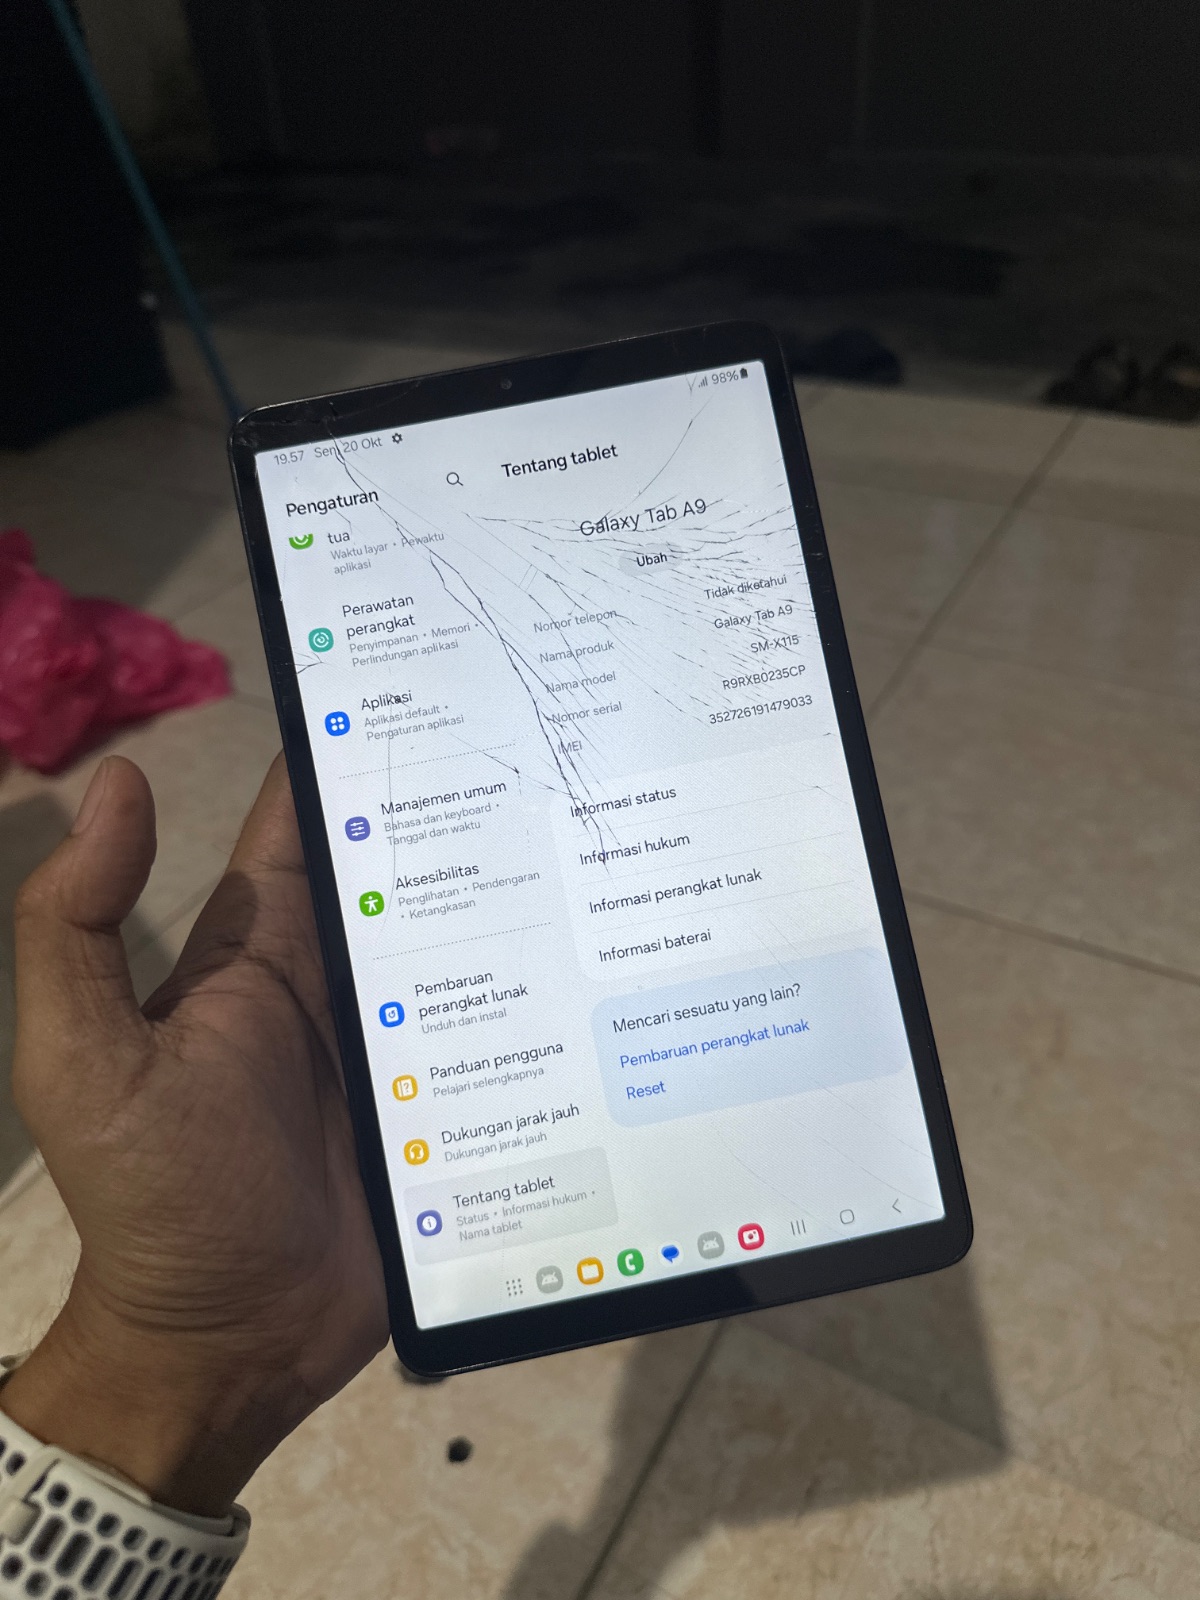 19.57 Sen, 20 Okt
98%
Pengaturan
tua
Waktu layar • Pewaktu
aplikasi
Perawatan
perangkat
Penyimpanan • Memori •
Perlindungan aplikasi
Aplikasi
Aplikasi default •
Pengaturan aplikasi
Manajemen umum
Bahasa dan keyboard •
Tanggal dan waktu
Aksesibilitas
Penglihatan • Pendengaran
• Ketangkasan
Pembaruan
perangkat lunak
Unduh dan instal
Panduan pengguna
Pelajari selengkapnya
Dukungan jarak jauh
Dukungan jarak jauh
Tentang tablet
Status • Informasi hukum •
Nama tablet
Tentang tablet
Galaxy Tab A9
Ubah
Nomor telepon Tidak diketahui
Nama produk Galaxy Tab A9
Nama model SM-X115
Nomor serial R9RXB0235CP
IMEI 352726191479033
Informasi status
Informasi hukum
Informasi perangkat lunak
Informasi baterai
Mencari sesuatu yang lain?
Pembaruan perangkat lunak
Reset